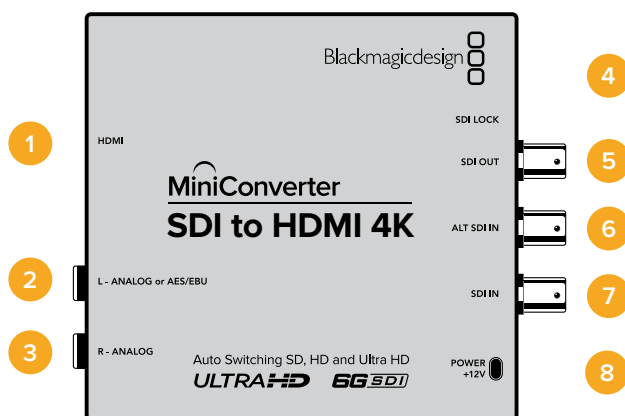 Blackmagicdesign
4
SDI LOCK
1
HDMI
SDI OUT
5
MiniConverter
SDI to HDMI 4K
ALT SDI IN
6
2
L - ANALOG or AES/EBU
SDI IN
7
3
R - ANALOG
Auto Switching SD, HD and Ultra HD
POWER
+12V
8
ULTRA HD 6G SDI